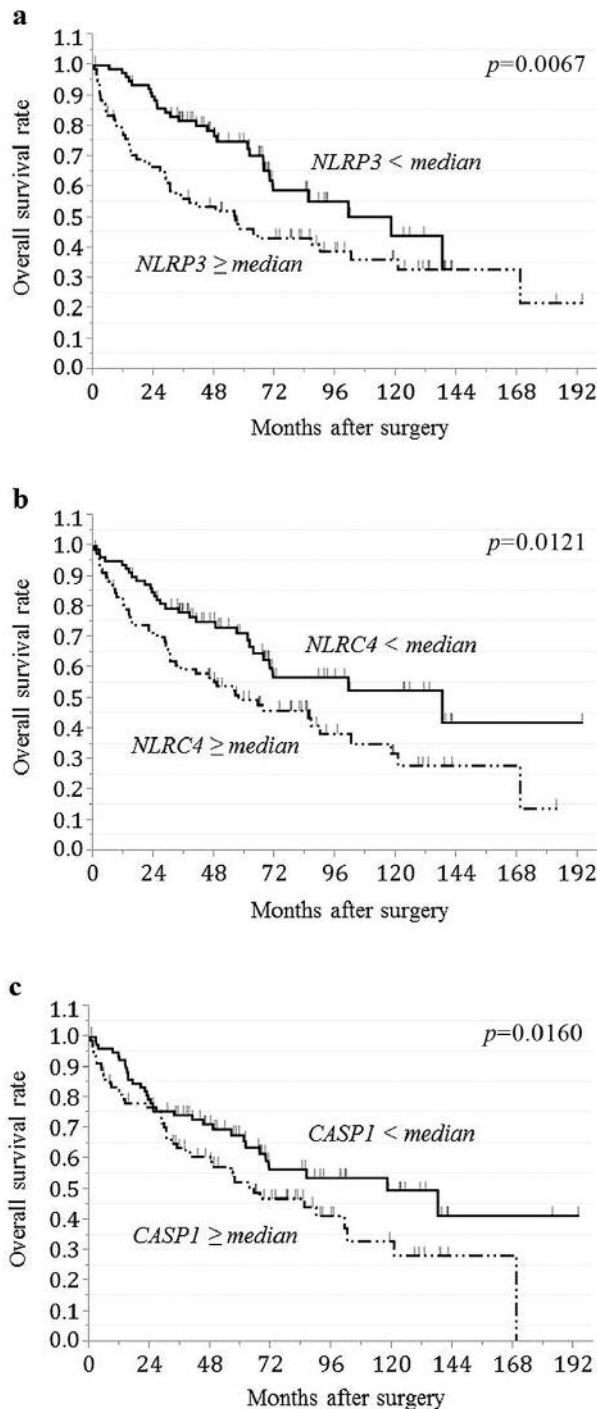 a
1.1
1.0
0.9
0.8
0.7
0.6
0.5
0.4
0.3
0.2
0.1
0.0
Overall survival rate
p=0.0067
NLRP3 < median
NLRP3 ≥ median
0 24 48 72 96 120 144 168 192
Months after surgery
b
1.1
1.0
0.9
0.8
0.7
0.6
0.5
0.4
0.3
0.2
0.1
0.0
Overall survival rate
p=0.0121
NLRC4 < median
NLRC4 ≥ median
0 24 48 72 96 120 144 168 192
Months after surgery
c
1.1
1.0
0.9
0.8
0.7
0.6
0.5
0.4
0.3
0.2
0.1
0.0
Overall survival rate
p=0.0160
CASP1 < median
CASP1 ≥ median
0 24 48 72 96 120 144 168 192
Months after surgery